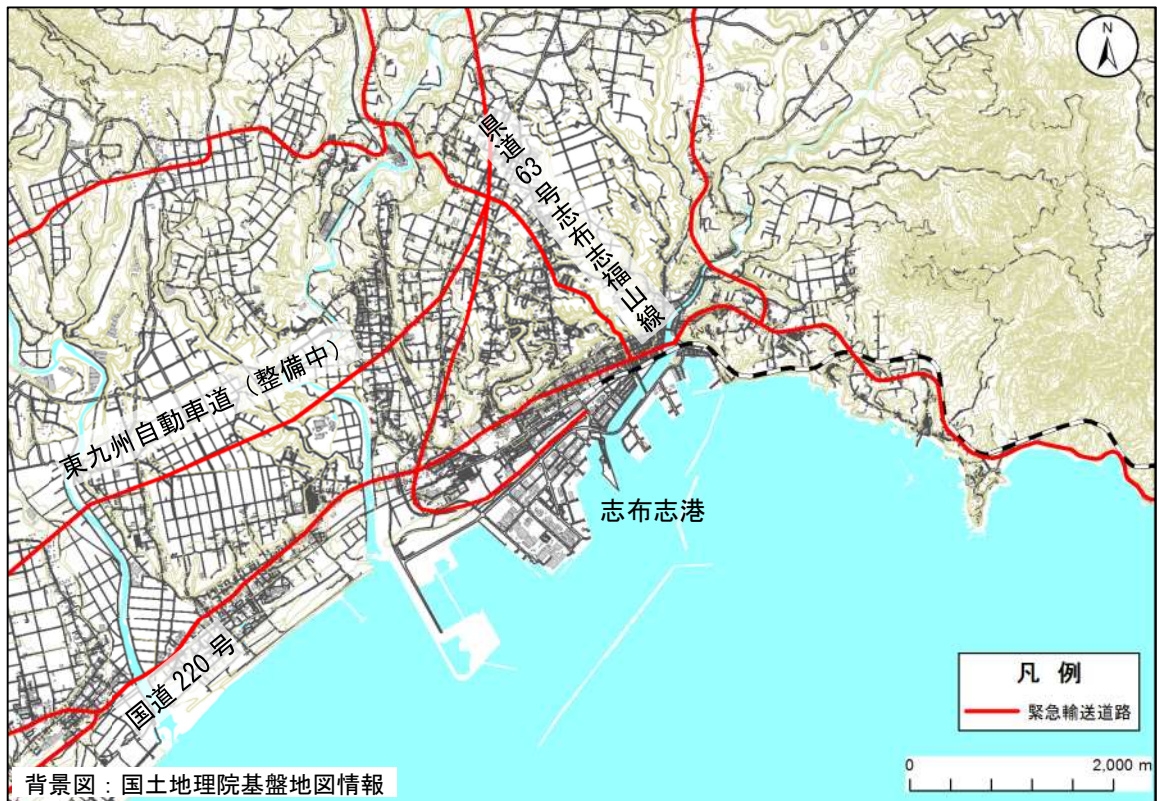 N
県道63号志布志福山線
東九州自動車道（整備中）
志布志港
国道220号
凡 例
緊急輸送道路
0 2,000 m
背景図：国土地理院基盤地図情報